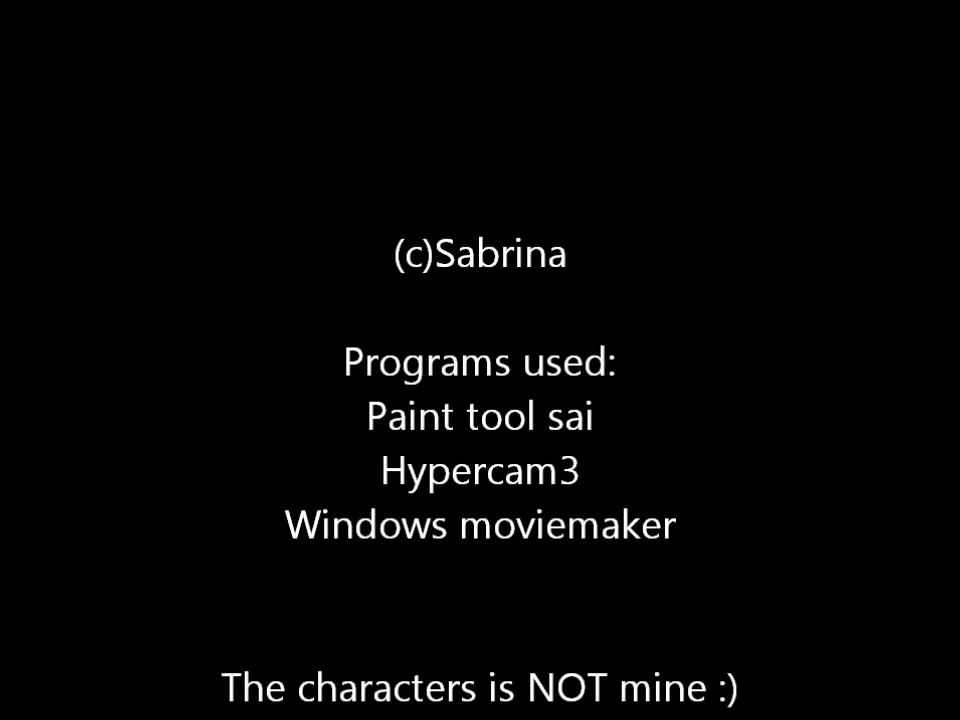 (c)Sabrina
Programs used:
Paint tool sai
Hypercam3
Windows moviemaker
The characters is NOT mine :)